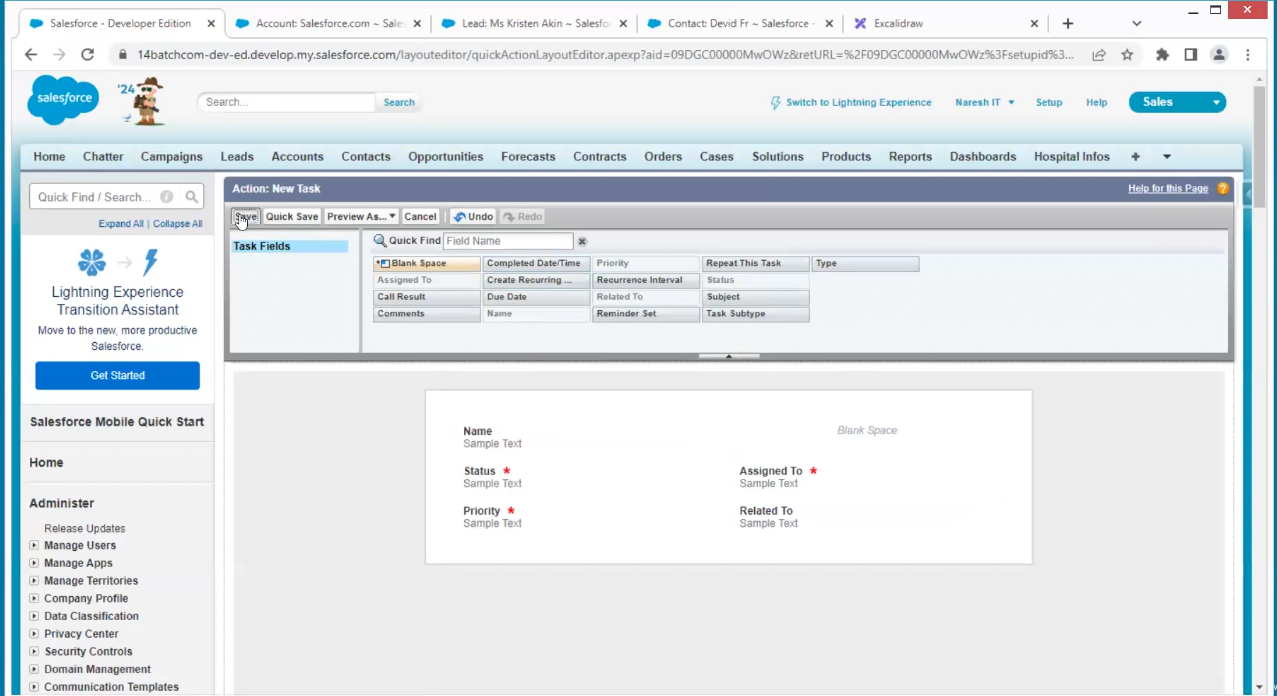 Salesforce - Developer Edition
Account: Salesforce.com ~ Sales
Lead: Ms Kristen Akin ~ Salesfo
Contact: Devid Fr ~ Salesforce -
Excalidraw
14batchcom-dev-ed.develop.my.salesforce.com/layouteditor/quickActionLayoutEditor.apexp?aid=09DGC00000MwOWz&retURL=%2F09DGC00000MwOWz%3Fsetupid%3...
salesforce
'24
Search...
Search
Switch to Lightning Experience
Naresh IT
Setup
Help
Sales
Home Chatter Campaigns Leads Accounts Contacts Opportunities Forecasts Contracts Orders Cases Solutions Products Reports Dashboards Hospital Infos +
Quick Find / Search...
Expand All | Collapse All
Lightning Experience
Transition Assistant
Move to the new, more productive
Salesforce.
Get Started
Salesforce Mobile Quick Start
Home
Administer
Release Updates
Manage Users
Manage Apps
Manage Territories
Company Profile
Data Classification
Privacy Center
Security Controls
Domain Management
Communication Templates
Action: New Task
Help for this Page ?
Save Quick Save Preview As... Cancel Undo Redo
Task Fields
Quick Find Field Name
Blank Space Completed Date/Time Priority Repeat This Task Type
Assigned To Create Recurring ... Recurrence Interval Status
Call Result Due Date Related To Subject
Comments Name Reminder Set Task Subtype
Name
Sample Text
Blank Space
Status *
Sample Text
Assigned To *
Sample Text
Priority *
Sample Text
Related To
Sample Text